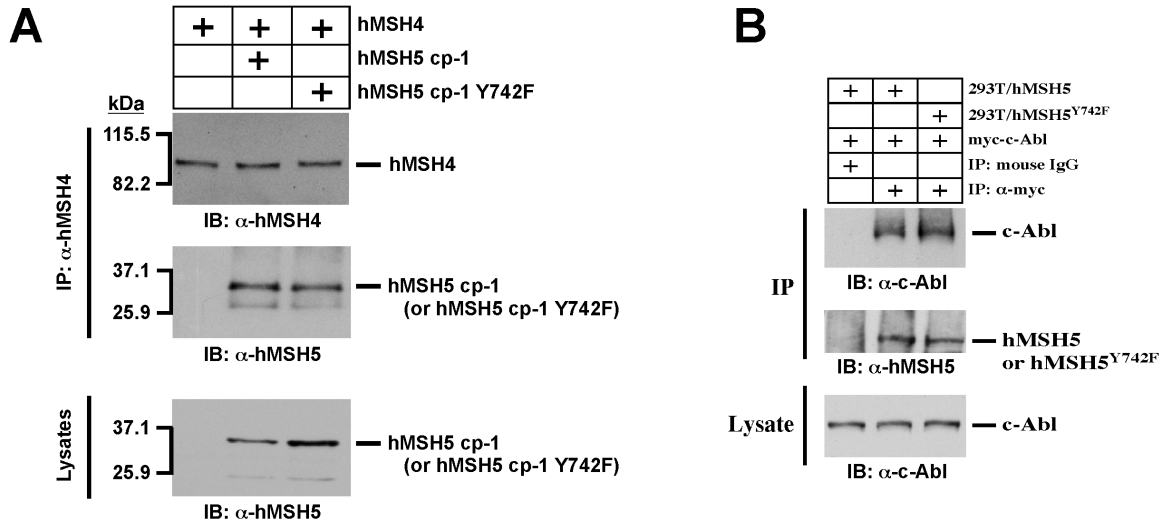 A
+ + + hMSH4
+ hMSH5 cp-1
+ hMSH5 cp-1 Y742F
kDa
IP: α-hMSH4
115.5
82.2
hMSH4
IB: α-hMSH4
37.1
25.9
hMSH5 cp-1
(or hMSH5 cp-1 Y742F)
IB: α-hMSH5
Lysates
37.1
25.9
hMSH5 cp-1
(or hMSH5 cp-1 Y742F)
IB: α-hMSH5
B
+ + 293T/hMSH5
+ 293T/hMSH5Y742F
+ + + myc-c-Abl
+ IP: mouse IgG
+ + IP: α-myc
IP
c-Abl
IB: α-c-Abl
hMSH5
or hMSH5Y742F
IB: α-hMSH5
Lysate
c-Abl
IB: α-c-Abl